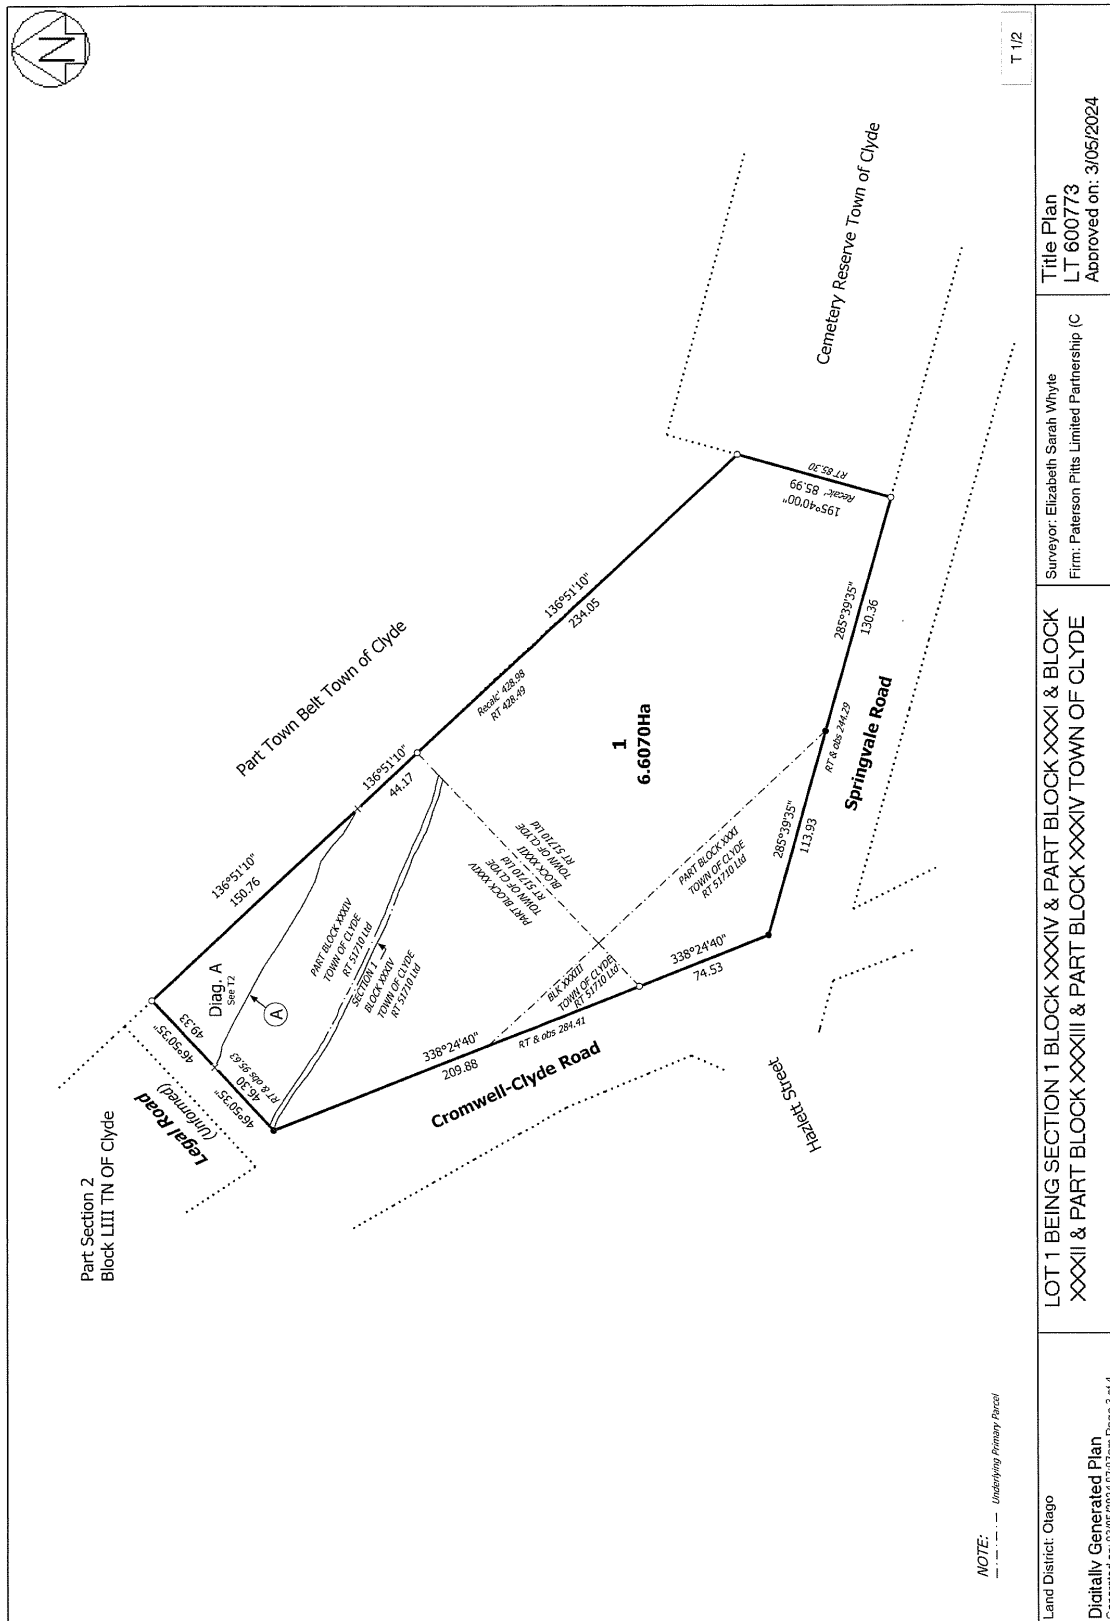 N
T 1/2
Part Section 2
Block LIII TN OF Clyde
Legal Road
(Unformed)
46°50'35"
49.33
46°50'35"
46.30
RT & obs 95.63
Diag. A
See T2
A
136°51'10"
150.76
Part Town Belt Town of Clyde
136°51'10"
44.17
Recalc' 428.98
RT 428.49
136°51'10"
234.05
Cemetery Reserve Town of Clyde
195°40'00"
Recalc' 85.99
RT 85.30
PART BLOCK XXXIV
TOWN OF CLYDE
RT 51710 Ltd
SECTION 1
BLOCK XXXIV
TOWN OF CLYDE
RT 51710 Ltd
PART BLOCK XXXIV
TOWN OF CLYDE
RT 51710 Ltd
BLOCK XXXII
TOWN OF CLYDE
RT 51710 Ltd
1
6.6070Ha
BLK XXXIII
TOWN OF CLYDE
RT 51710 Ltd
PART BLOCK XXXI
TOWN OF CLYDE
RT 51710 Ltd
338°24'40"
209.88
RT & obs 284.41
338°24'40"
74.53
Cromwell-Clyde Road
285°39'35"
113.93
RT & obs 244.29
285°39'35"
130.36
Springvale Road
Hazlett Street
NOTE:
Underlying Primary Parcel
Land District: Otago
Digitally Generated Plan
LOT 1 BEING SECTION 1 BLOCK XXXIV & PART BLOCK XXXI & BLOCK
XXXII & PART BLOCK XXXIII & PART BLOCK XXXIV TOWN OF CLYDE
Surveyor: Elizabeth Sarah Whyte
Firm: Paterson Pitts Limited Partnership (C
Title Plan
LT 600773
Approved on: 3/05/2024